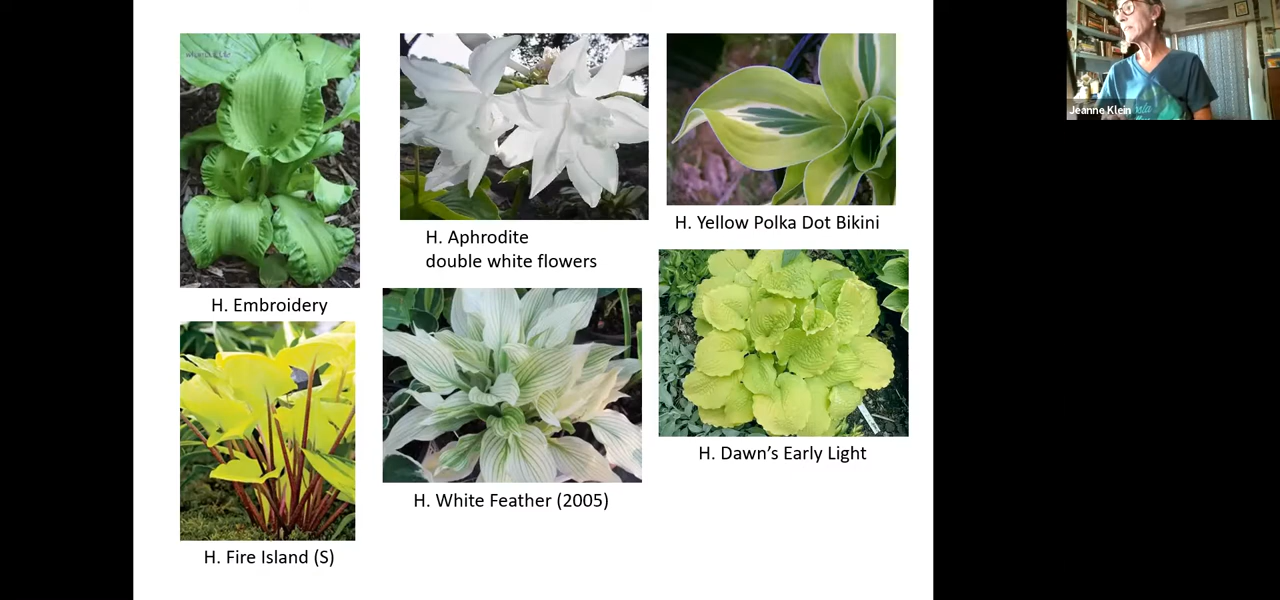 H. Embroidery
H. Aphrodite
double white flowers
H. Yellow Polka Dot Bikini
H. Fire Island (S)
H. White Feather (2005)
H. Dawn's Early Light
Jeanne Klein